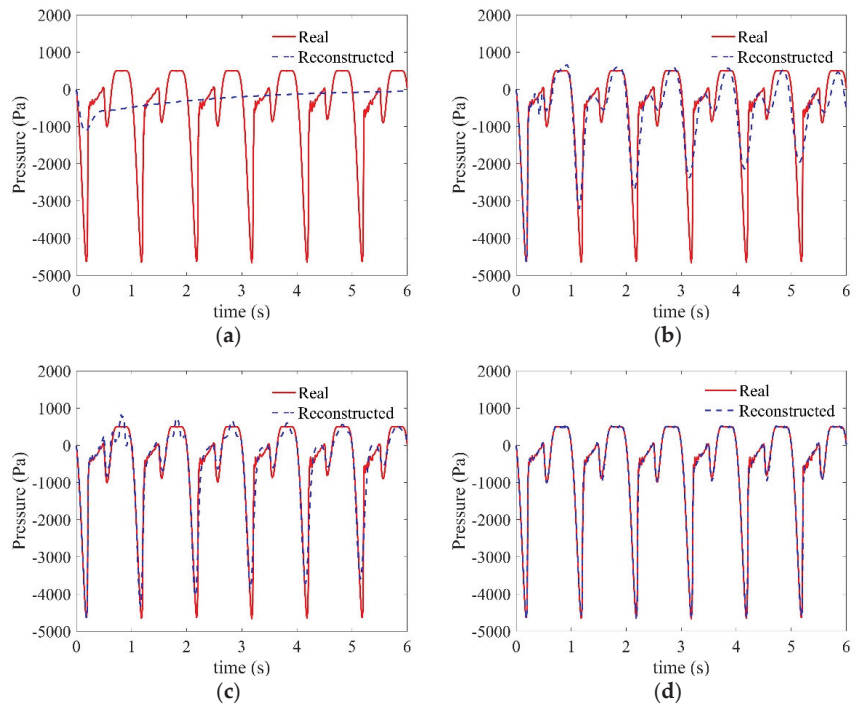 2000
1000
0
-1000
-2000
-3000
-4000
-5000
Pressure (Pa)
Real
Reconstructed
0 1 2 3 4 5 6
time (s)
(a)
2000
1000
0
-1000
-2000
-3000
-4000
-5000
Pressure (Pa)
Real
Reconstructed
0 1 2 3 4 5 6
time (s)
(b)
2000
1000
0
-1000
-2000
-3000
-4000
-5000
Pressure (Pa)
Real
Reconstructed
0 1 2 3 4 5 6
time (s)
(c)
2000
1000
0
-1000
-2000
-3000
-4000
-5000
Pressure (Pa)
Real
Reconstructed
0 1 2 3 4 5 6
time (s)
(d)